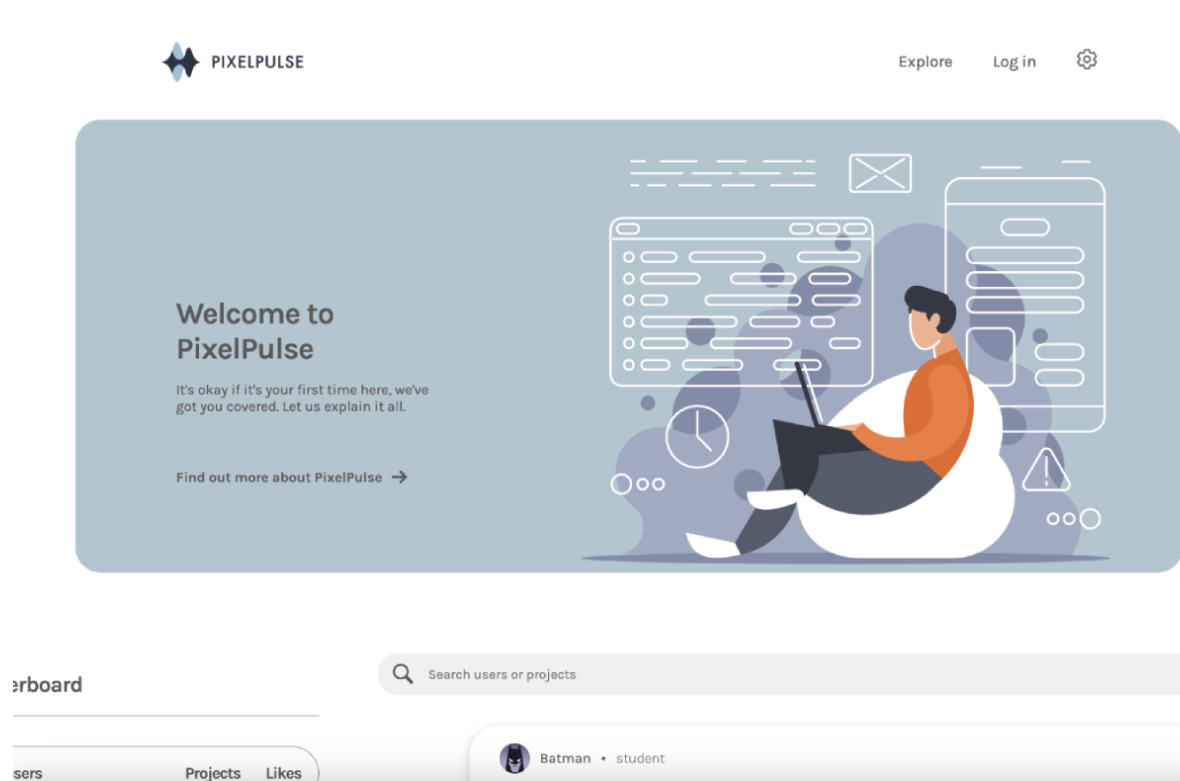 PIXELPULSE
Explore
Log in
Welcome to
PixelPulse
It's okay if it's your first time here, we've
got you covered. Let us explain it all.
Find out more about PixelPulse →
erboard
Search users or projects
sers
Projects
Likes
Batman • student